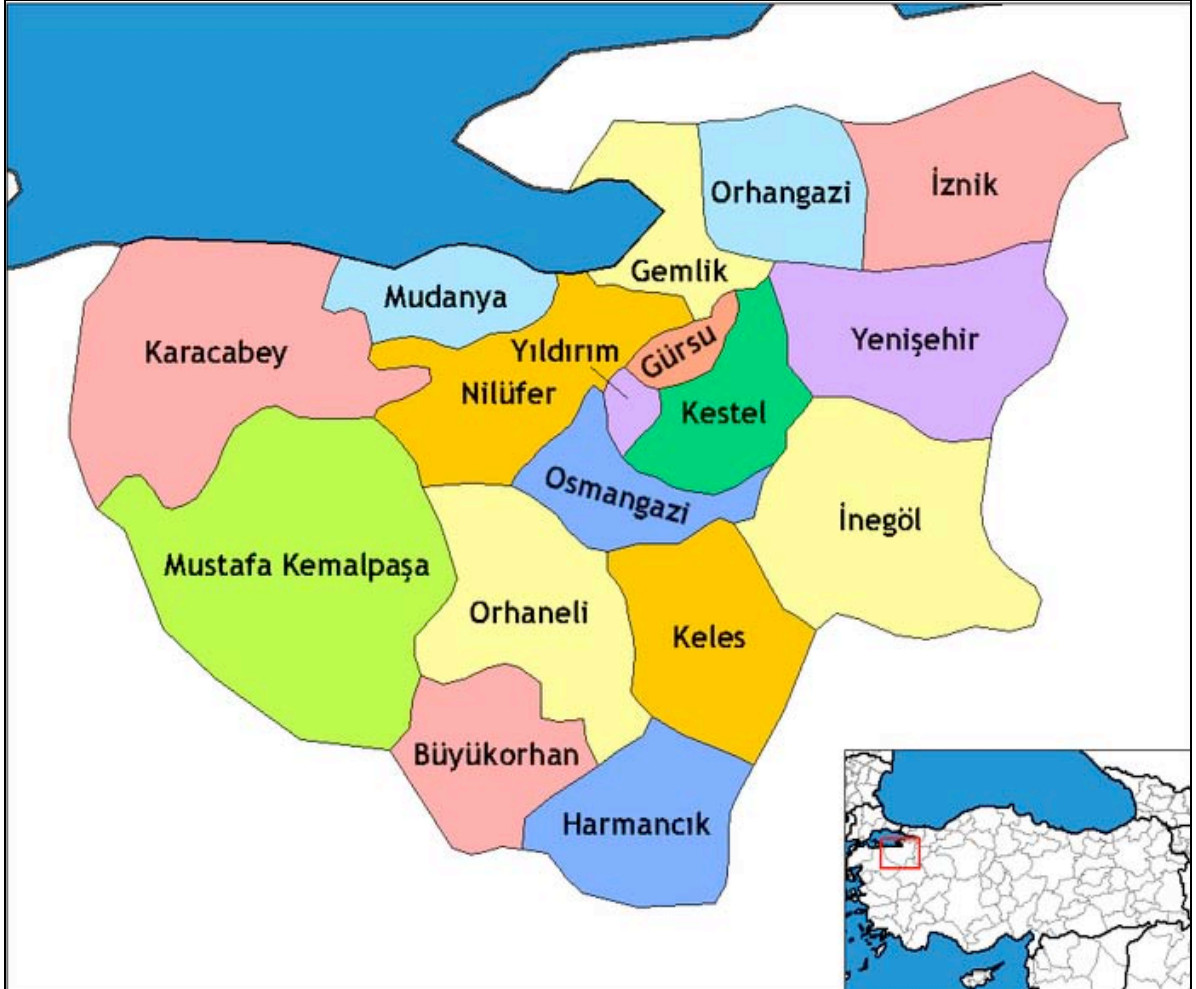 İznik
Orhangazi
Gemlik
Mudanya
Karacabey
Yıldırım
Gürsu
Yenişehir
Nilüfer
Kestel
Osmangazi
İnegöl
Mustafa Kemalpaşa
Orhaneli
Keles
Büyükorhan
Harmancık